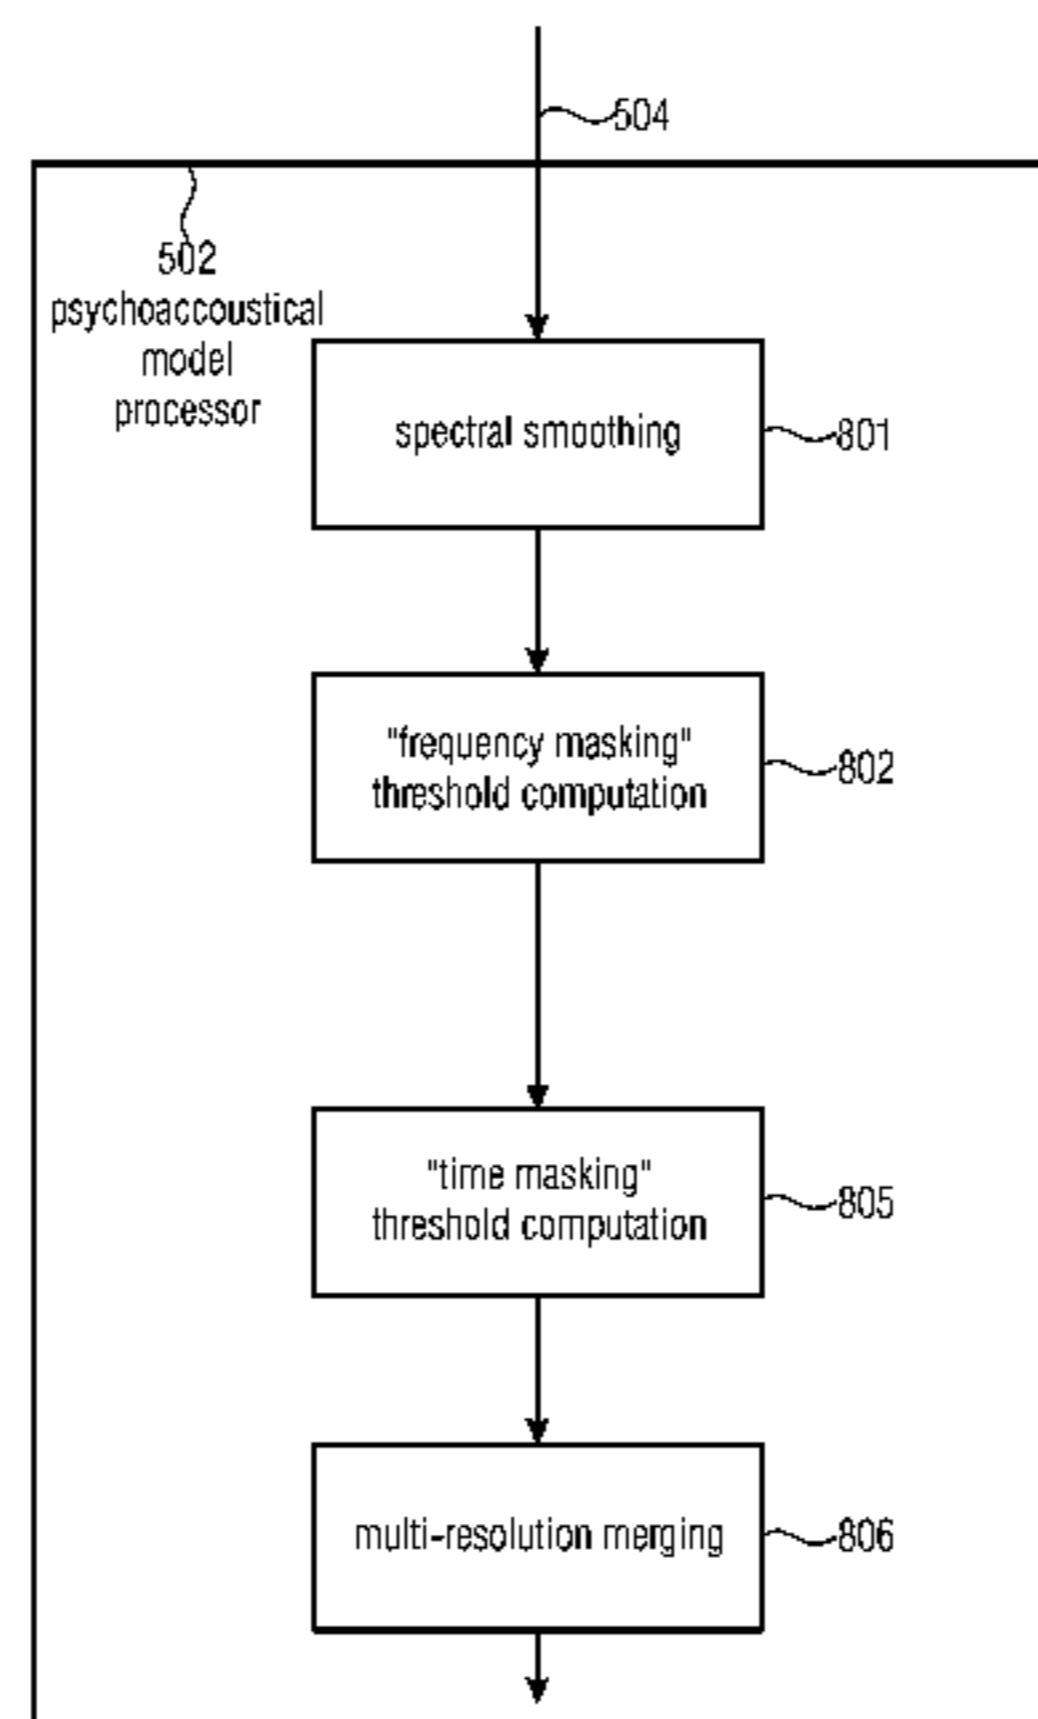 504
502
psychoaccoustical
model
processor
spectral smoothing
801
"frequency masking"
threshold computation
802
"time masking"
threshold computation
805
multi-resolution merging
806